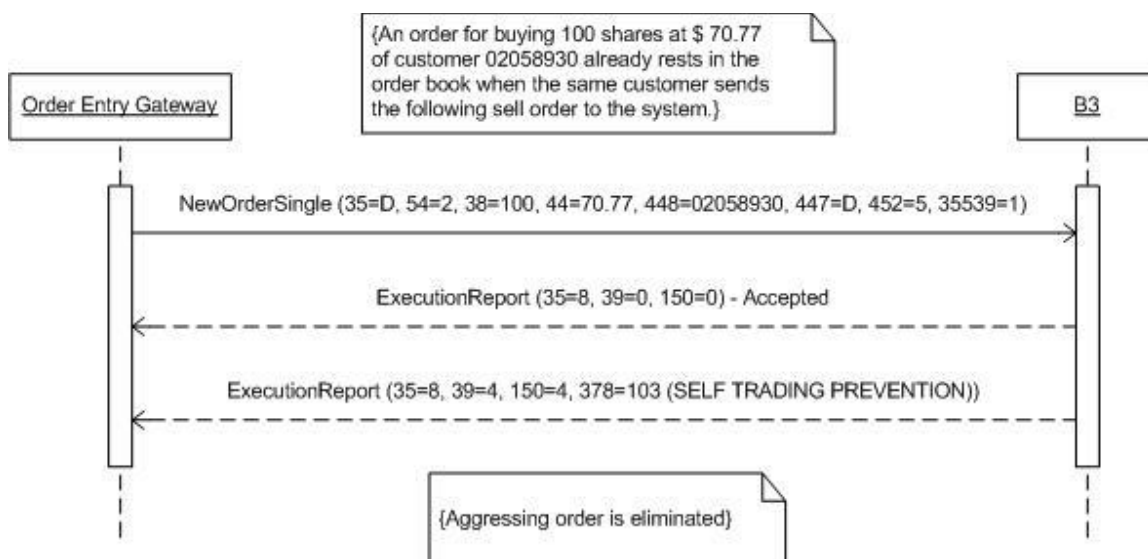 {An order for buying 100 shares at $ 70.77
of customer 02058930 already rests in the
order book when the same customer sends
the following sell order to the system.}
Order Entry Gateway
B3
NewOrderSingle (35=D, 54=2, 38=100, 44=70.77, 448=02058930, 447=D, 452=5, 35539=1)
ExecutionReport (35=8, 39=0, 150=0) - Accepted
ExecutionReport (35=8, 39=4, 150=4, 378=103 (SELF TRADING PREVENTION))
{Aggressing order is eliminated}